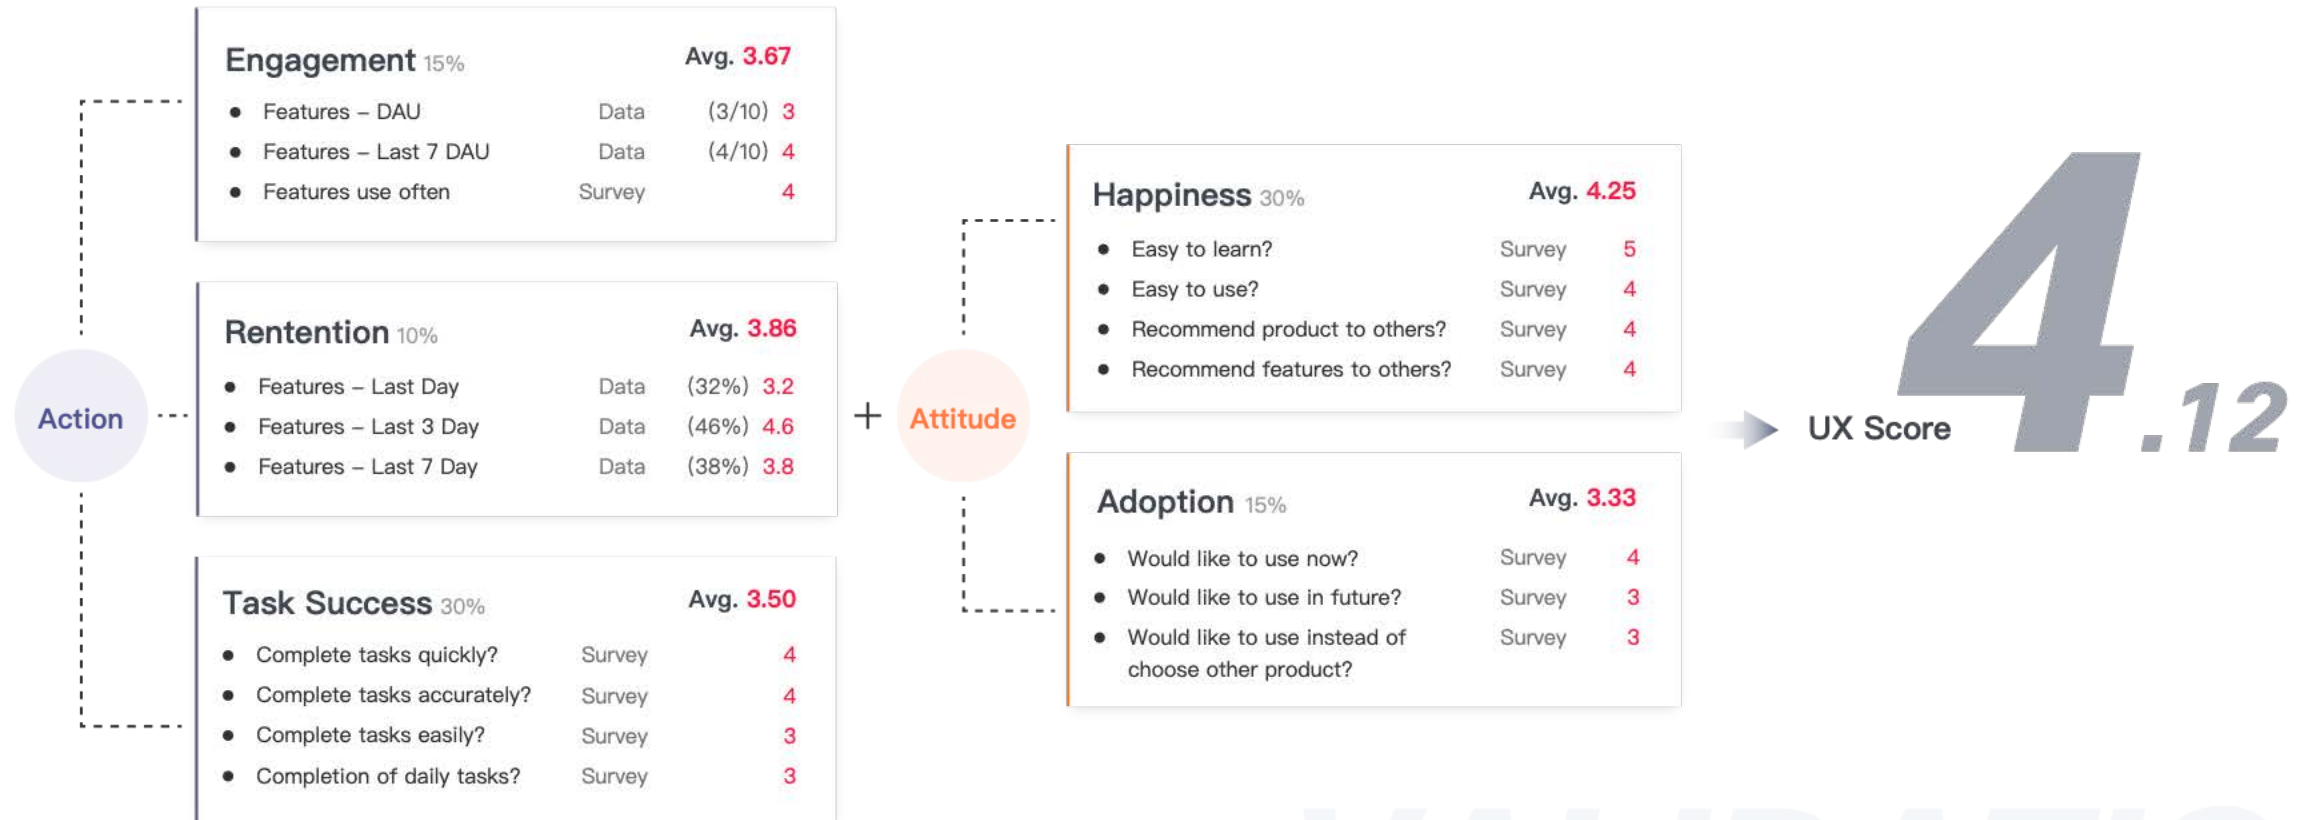 Engagement 15% Avg. 3.67
Features – DAU Data (3/10) 3
Features – Last 7 DAU Data (4/10) 4
Features use often Survey 4
Rentention 10% Avg. 3.86
Features – Last Day Data (32%) 3.2
Features – Last 3 Day Data (46%) 4.6
Features – Last 7 Day Data (38%) 3.8
Task Success 30% Avg. 3.50
Complete tasks quickly? Survey 4
Complete tasks accurately? Survey 4
Complete tasks easily? Survey 3
Completion of daily tasks? Survey 3
Action
+
Attitude
Happiness 30% Avg. 4.25
Easy to learn? Survey 5
Easy to use? Survey 4
Recommend product to others? Survey 4
Recommend features to others? Survey 4
Adoption 15% Avg. 3.33
Would like to use now? Survey 4
Would like to use in future? Survey 3
Would like to use instead of Survey 3
choose other product?
UX Score 4.12